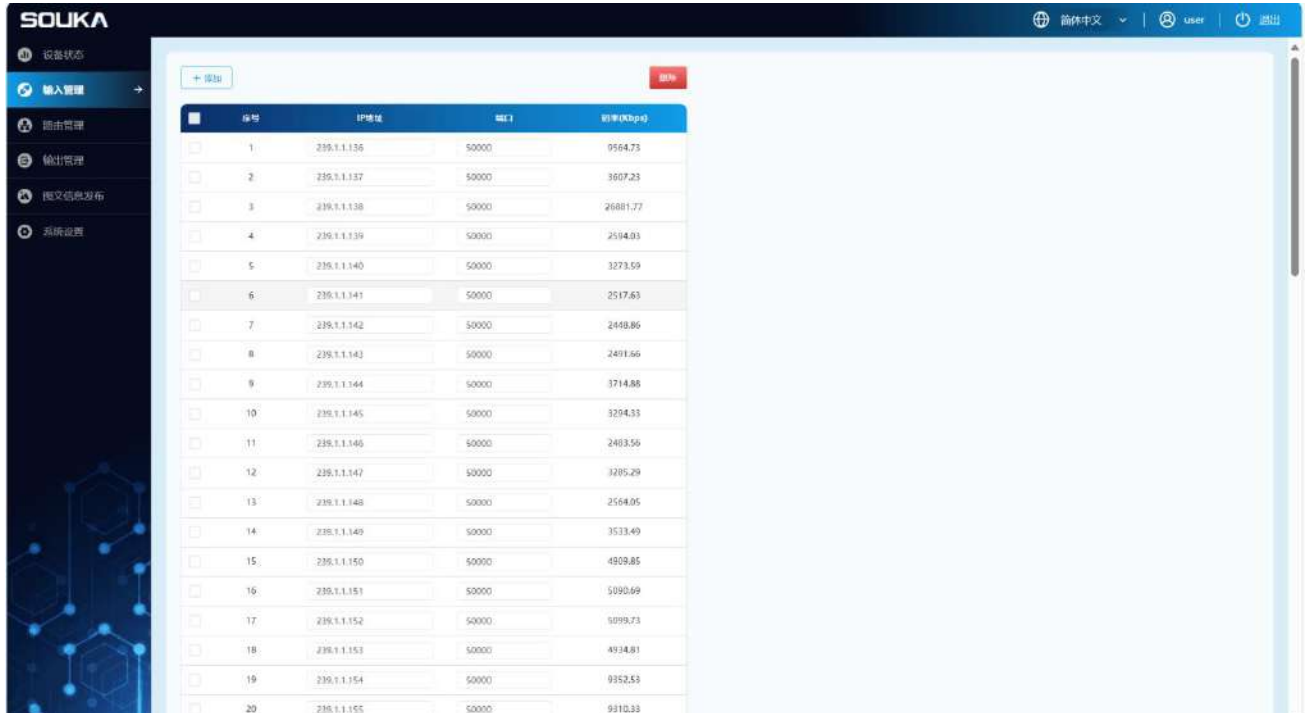 SOUKA
简体中文
user
退出
设备状态
输入管理
路由管理
输出管理
图文信息发布
系统设置
+ 添加
删除
序号 IP地址 端口 码率(Kbps)
1 239.1.1.136 50000 9564.73
2 239.1.1.137 50000 3607.23
3 239.1.1.138 50000 26881.77
4 239.1.1.139 50000 2594.03
5 239.1.1.140 50000 3273.59
6 239.1.1.141 50000 2517.63
7 239.1.1.142 50000 2448.86
8 239.1.1.143 50000 2491.66
9 239.1.1.144 50000 3714.88
10 239.1.1.145 50000 3294.33
11 239.1.1.146 50000 2483.56
12 239.1.1.147 50000 3285.29
13 239.1.1.148 50000 2564.05
14 239.1.1.149 50000 3533.49
15 239.1.1.150 50000 4909.85
16 239.1.1.151 50000 5090.69
17 239.1.1.152 50000 5099.73
18 239.1.1.153 50000 4934.81
19 239.1.1.154 50000 9352.53
20 239.1.1.155 50000 9310.33